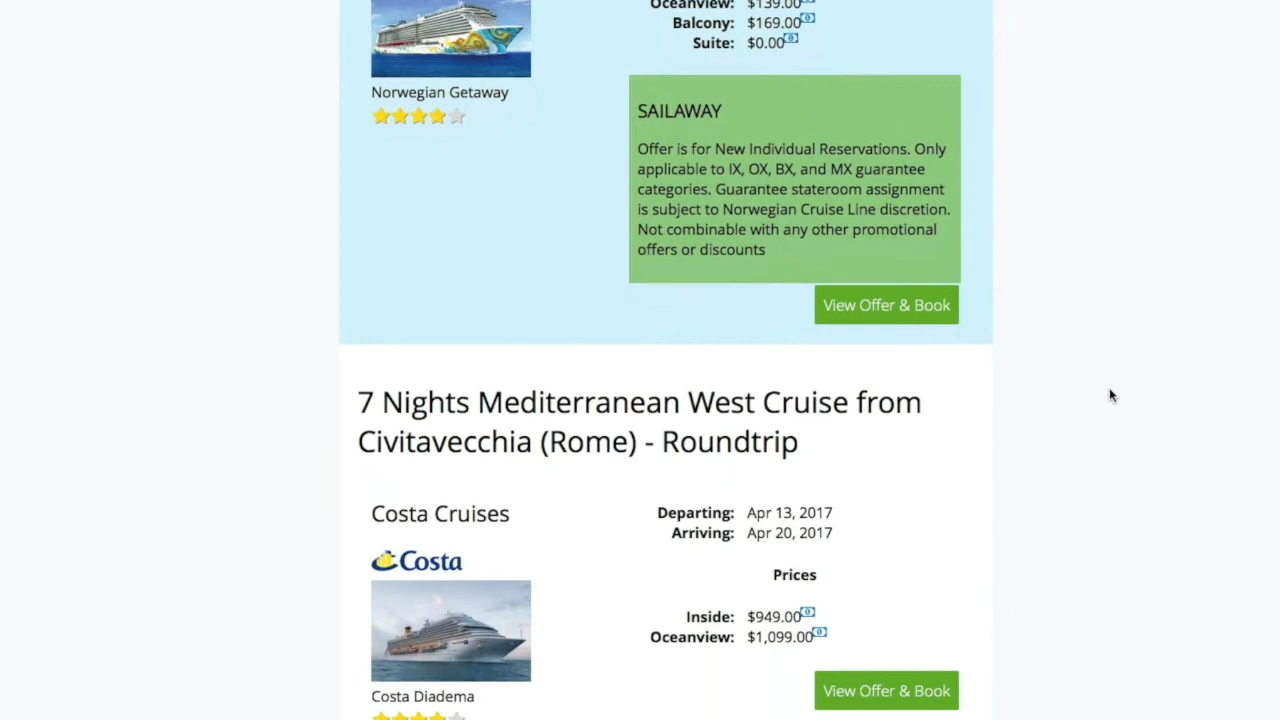 Oceanview: $139.00
Balcony: $169.00
Suite: $0.00
Norwegian Getaway
SAILAWAY
Offer is for New Individual Reservations. Only
applicable to IX, OX, BX, and MX guarantee
categories. Guarantee stateroom assignment
is subject to Norwegian Cruise Line discretion.
Not combinable with any other promotional
offers or discounts
View Offer & Book
7 Nights Mediterranean West Cruise from
Civitavecchia (Rome) - Roundtrip
Costa Cruises
Costa
Costa Diadema
Departing: Apr 13, 2017
Arriving: Apr 20, 2017
Prices
Inside: $949.00
Oceanview: $1,099.00
View Offer & Book